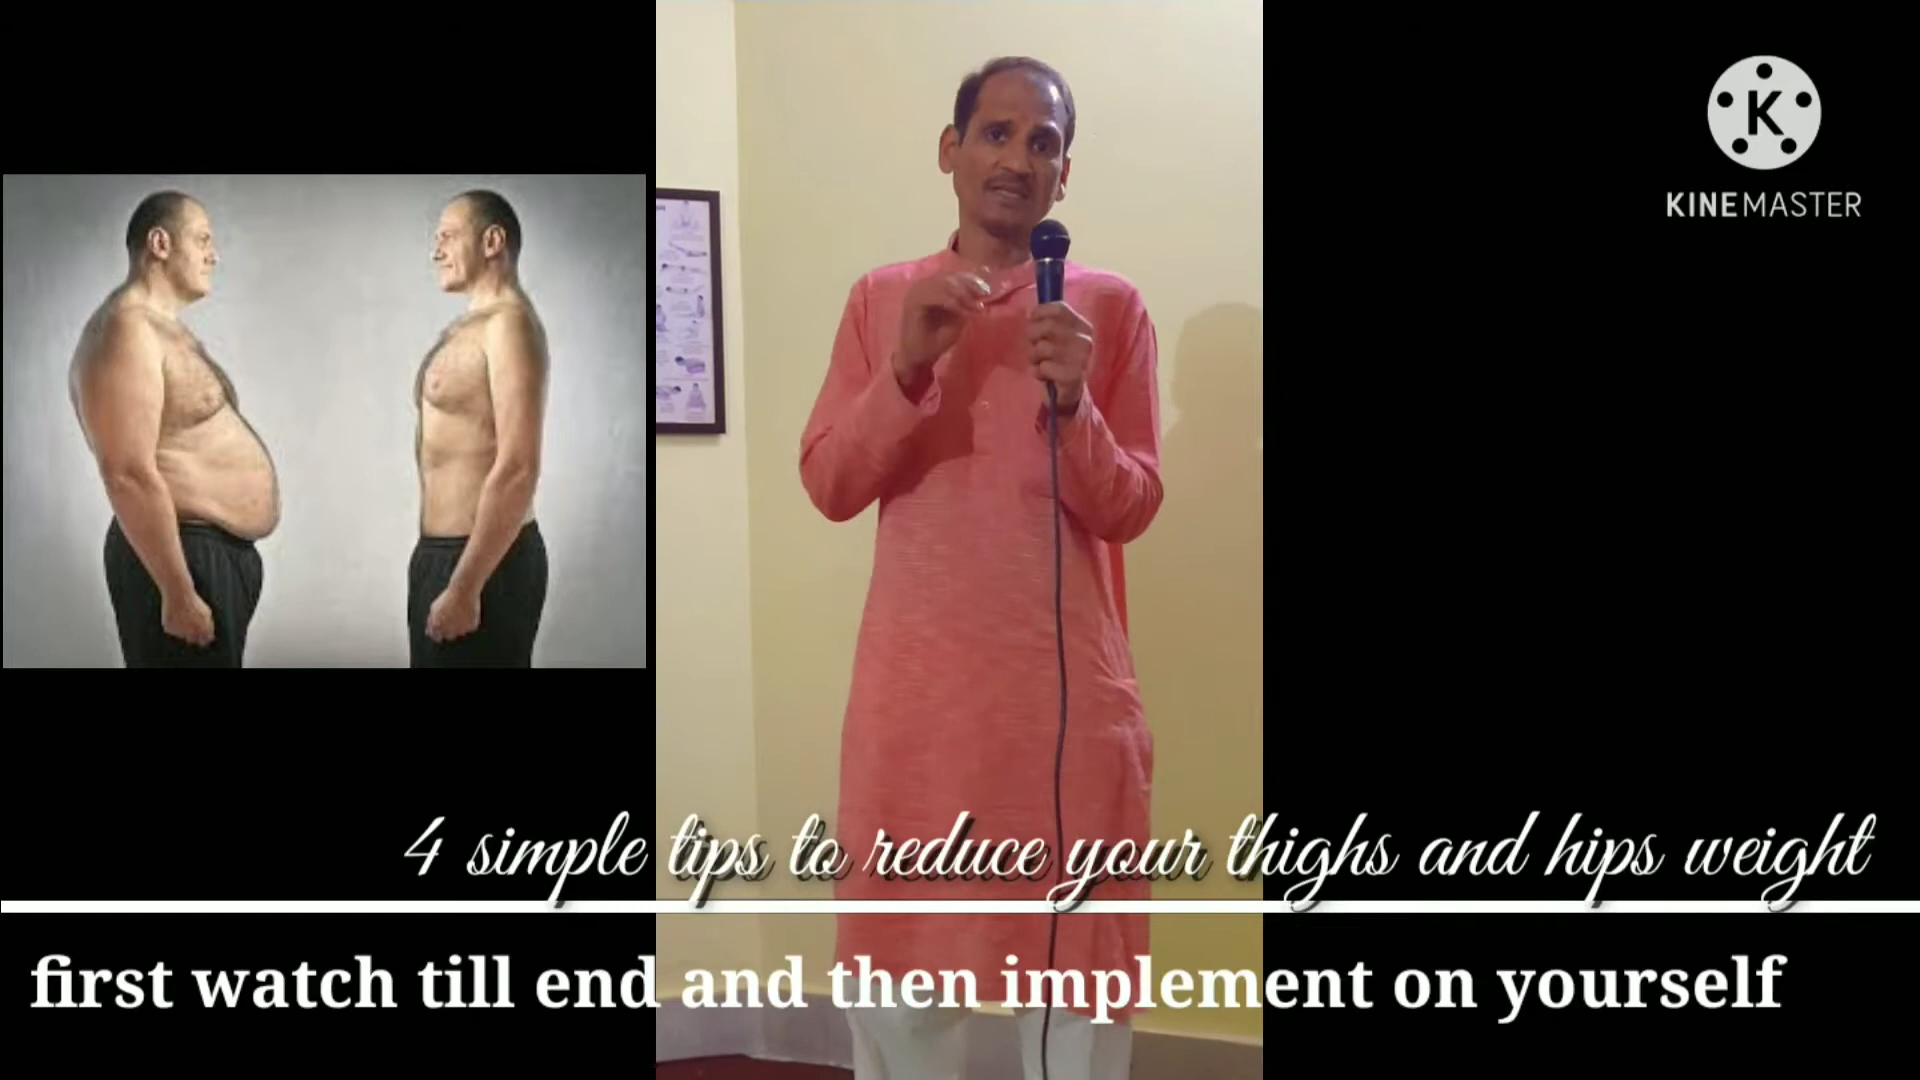 KINEMASTER
4 simple tips to reduce your thighs and hips weight
first watch till end and then implement on yourself